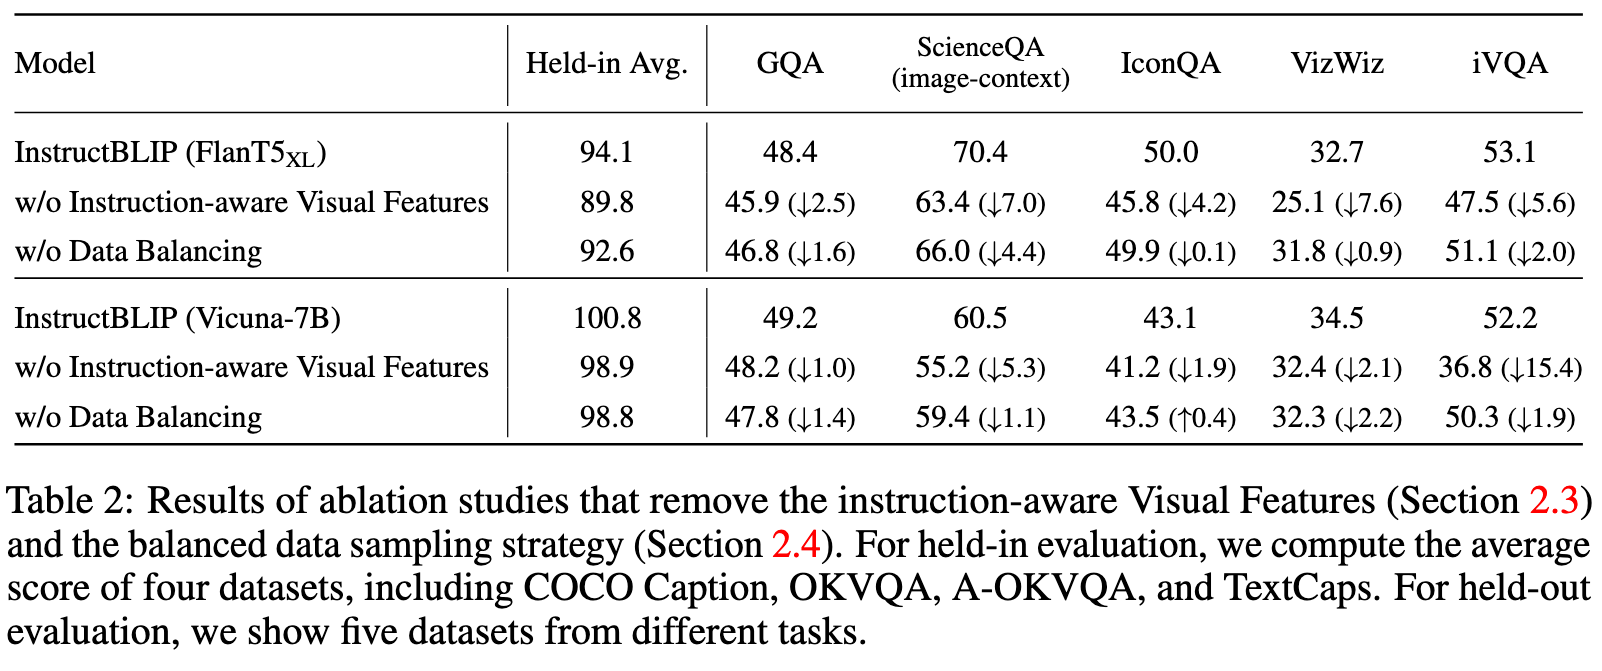 Model Held-in Avg. GQA ScienceQA (image-context) IconQA VizWiz iVQA
InstructBLIP (FlanT5XL) 94.1 48.4 70.4 50.0 32.7 53.1
w/o Instruction-aware Visual Features 89.8 45.9 (↓2.5) 63.4 (↓7.0) 45.8 (↓4.2) 25.1 (↓7.6) 47.5 (↓5.6)
w/o Data Balancing 92.6 46.8 (↓1.6) 66.0 (↓4.4) 49.9 (↓0.1) 31.8 (↓0.9) 51.1 (↓2.0)
InstructBLIP (Vicuna-7B) 100.8 49.2 60.5 43.1 34.5 52.2
w/o Instruction-aware Visual Features 98.9 48.2 (↓1.0) 55.2 (↓5.3) 41.2 (↓1.9) 32.4 (↓2.1) 36.8 (↓15.4)
w/o Data Balancing 98.8 47.8 (↓1.4) 59.4 (↓1.1) 43.5 (↑0.4) 32.3 (↓2.2) 50.3 (↓1.9)
Table 2: Results of ablation studies that remove the instruction-aware Visual Features (Section 2.3)
and the balanced data sampling strategy (Section 2.4). For held-in evaluation, we compute the average
score of four datasets, including COCO Caption, OKVQA, A-OKVQA, and TextCaps. For held-out
evaluation, we show five datasets from different tasks.